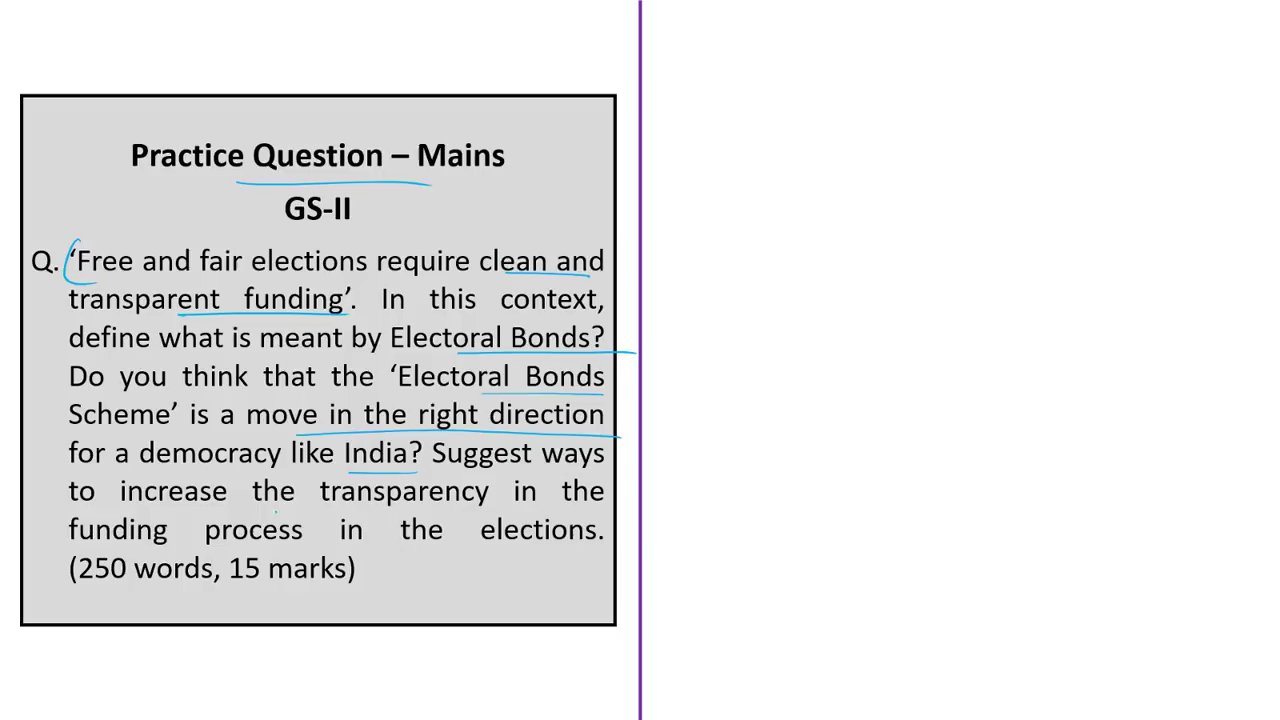 Practice Question – Mains
GS-II
Q. ‘Free and fair elections require clean and
transparent funding’. In this context,
define what is meant by Electoral Bonds?
Do you think that the ‘Electoral Bonds
Scheme’ is a move in the right direction
for a democracy like India? Suggest ways
to increase the transparency in the
funding process in the elections.
(250 words, 15 marks)